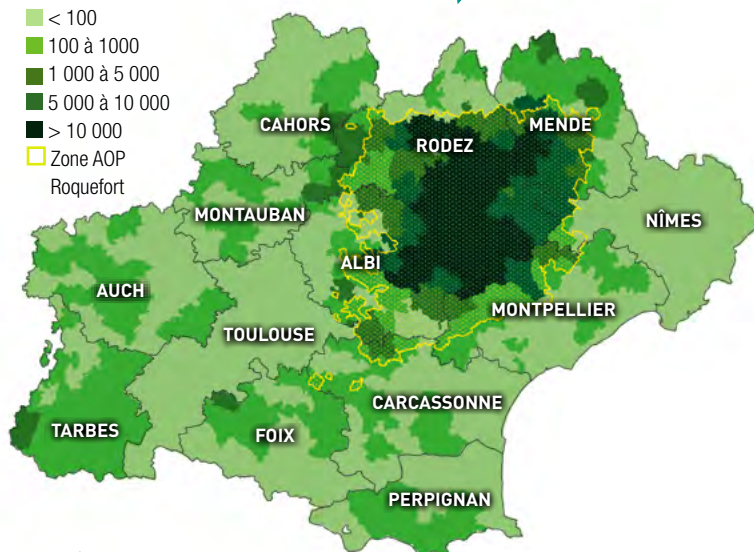 < 100
100 à 1000
1 000 à 5 000
5 000 à 10 000
> 10 000
Zone AOP
Roquefort
CAHORS
RODEZ
MENDE
MONTAUBAN
NÎMES
ALBI
AUCH
MONTPELLIER
TOULOUSE
CARCASSONNE
TARBES
FOIX
PERPIGNAN